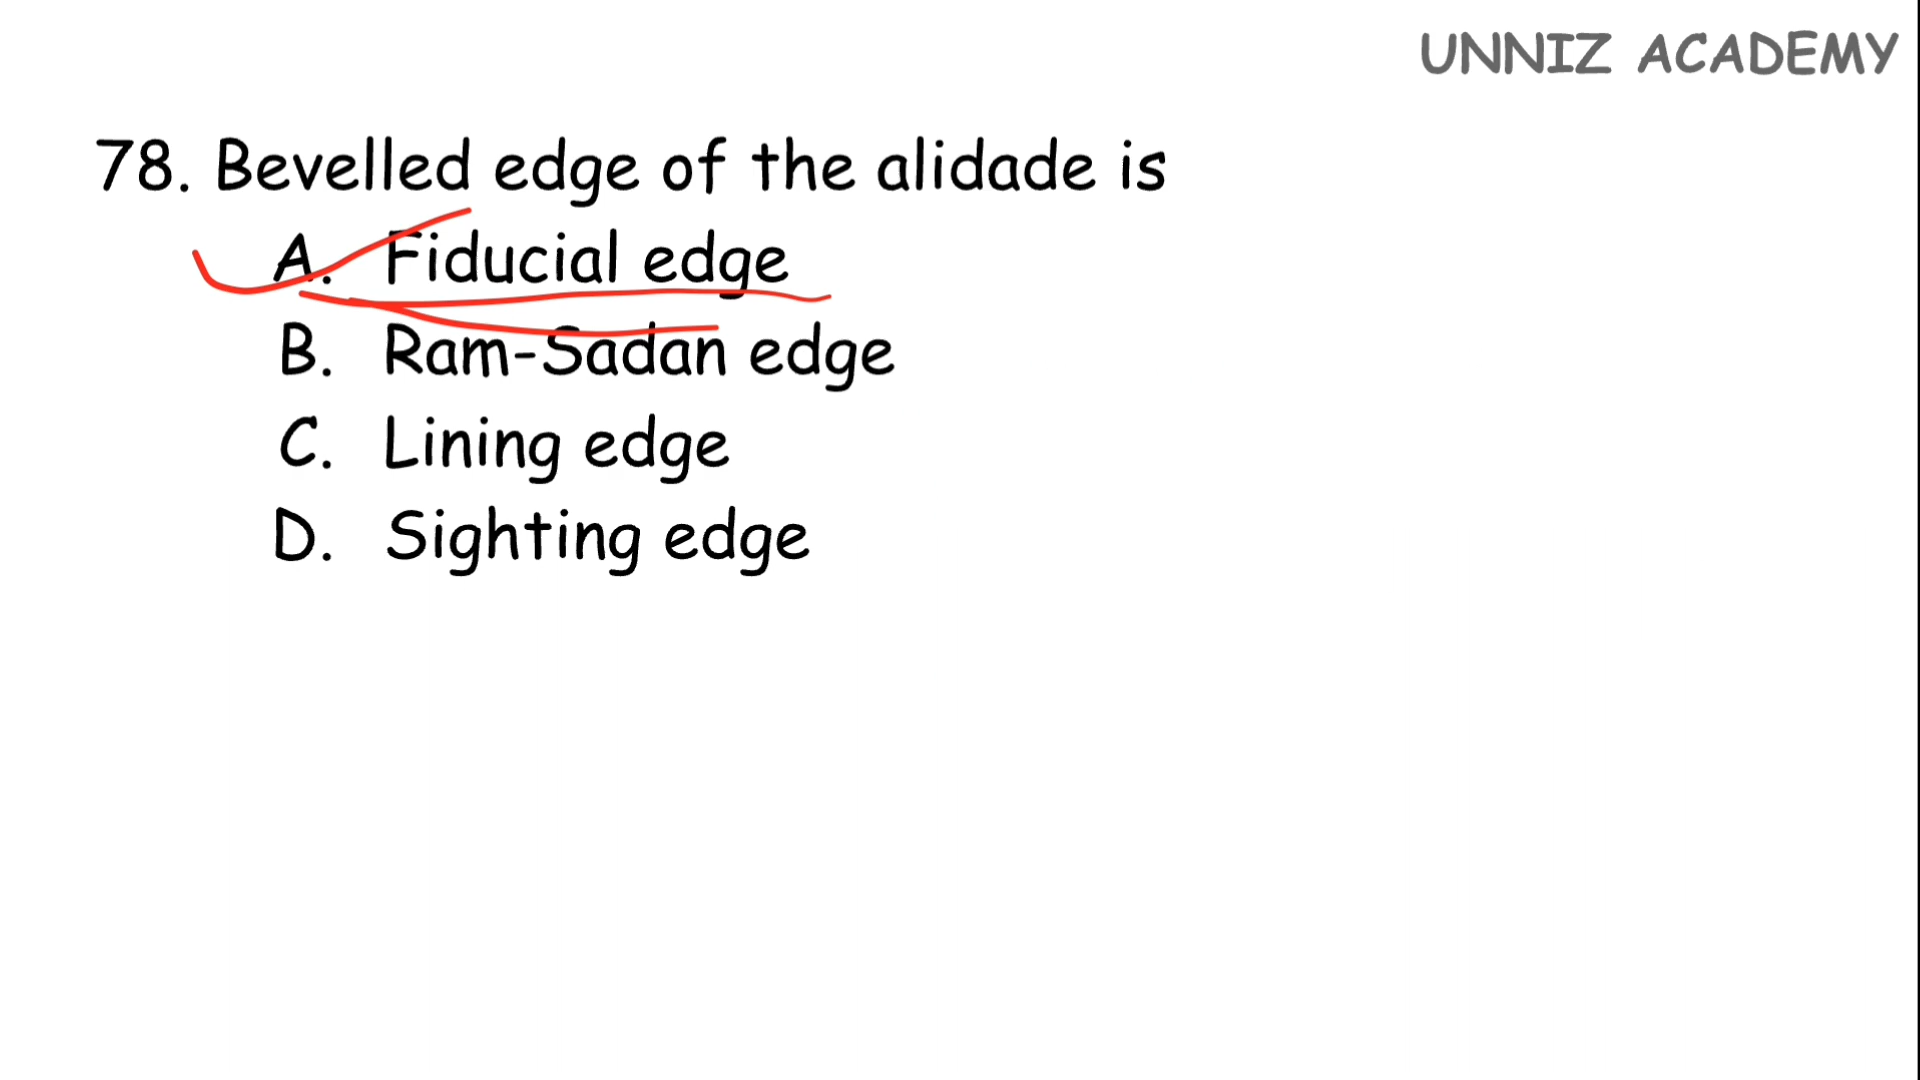 UNNIZ ACADEMY
78. Bevelled edge of the alidade is
A. Fiducial edge
B. Ram-Sadan edge
C. Lining edge
D. Sighting edge